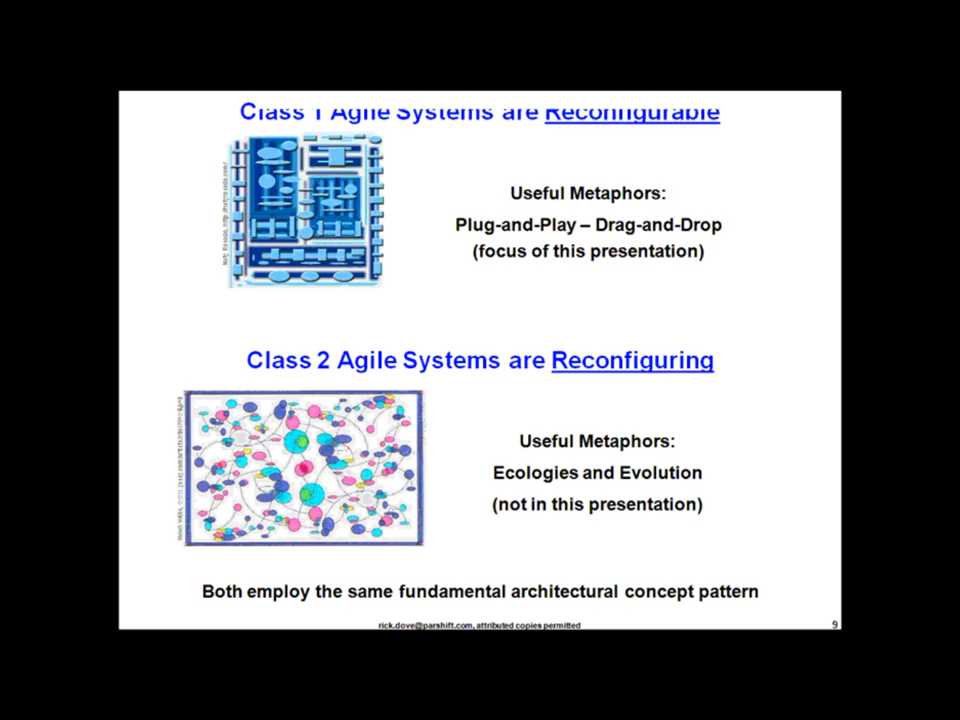 Class 1 Agile Systems are Reconfigurable
Useful Metaphors:
Plug-and-Play – Drag-and-Drop
(focus of this presentation)
Class 2 Agile Systems are Reconfiguring
Useful Metaphors:
Ecologies and Evolution
(not in this presentation)
Both employ the same fundamental architectural concept pattern
rick.dove@parshift.com, attributed copies permitted
9